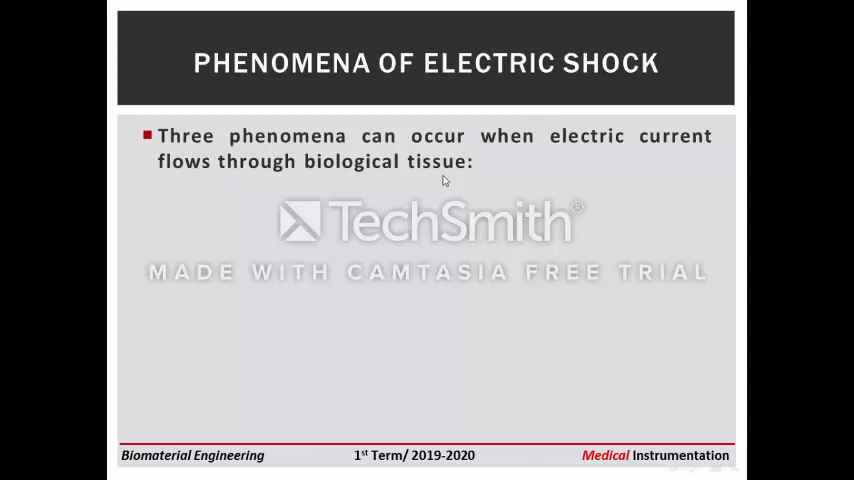 PHENOMENA OF ELECTRIC SHOCK
Three phenomena can occur when electric current
flows through biological tissue:
TechSmith®
MADE WITH CAMTASIA FREE TRIAL
Biomaterial Engineering 1st Term/ 2019-2020 Medical Instrumentation